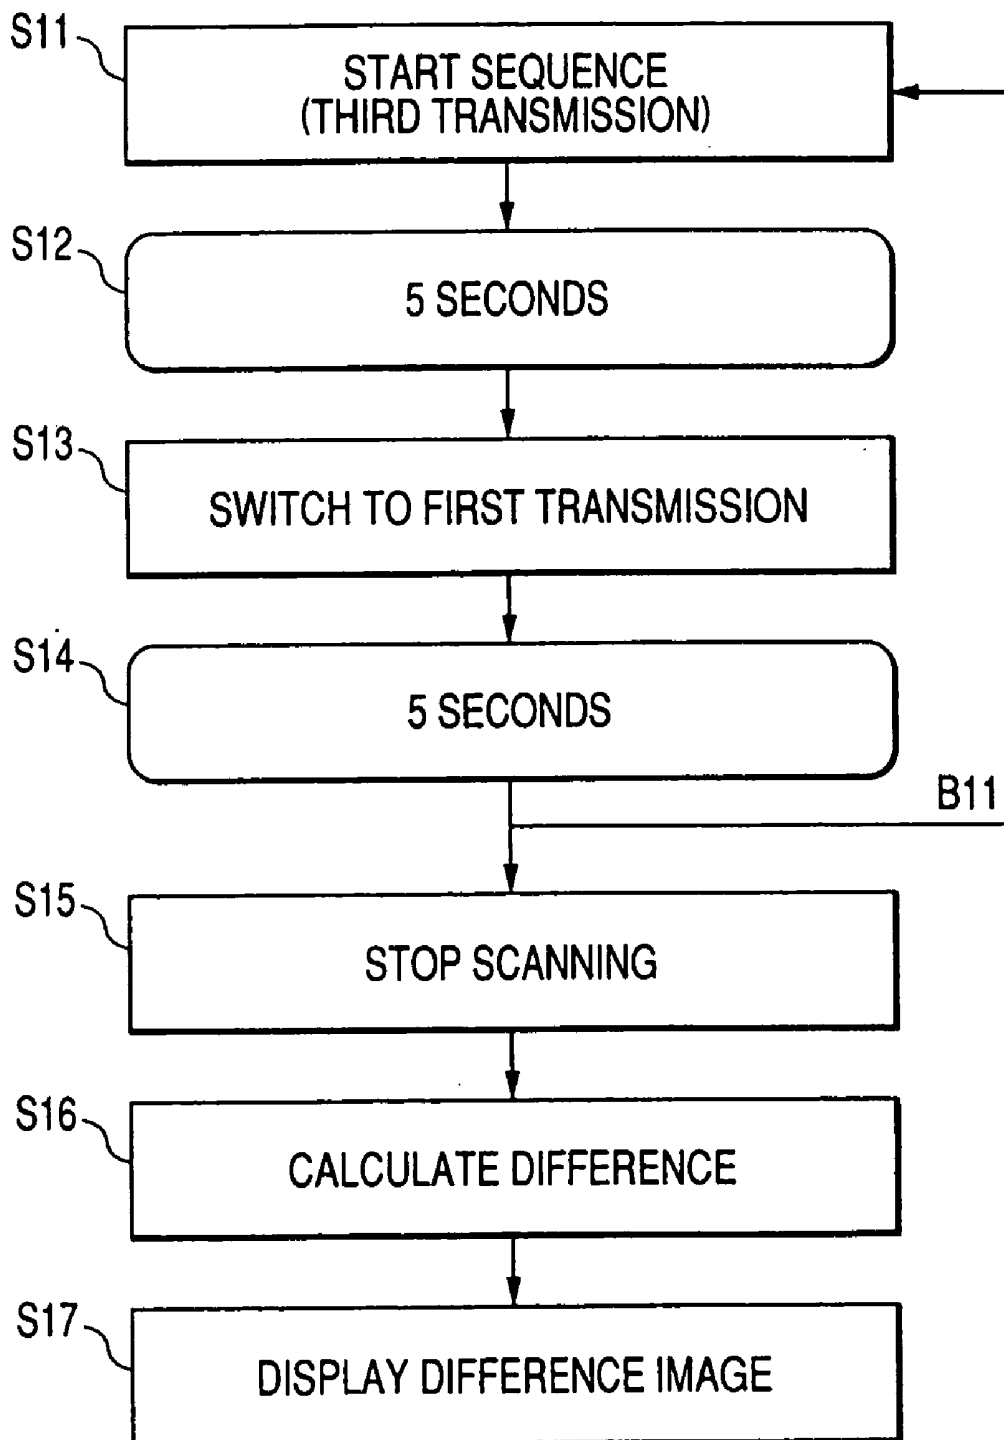 S11
START SEQUENCE
(THIRD TRANSMISSION)
S12
5 SECONDS
S13
SWITCH TO FIRST TRANSMISSION
S14
5 SECONDS
B11
S15
STOP SCANNING
S16
CALCULATE DIFFERENCE
S17
DISPLAY DIFFERENCE IMAGE